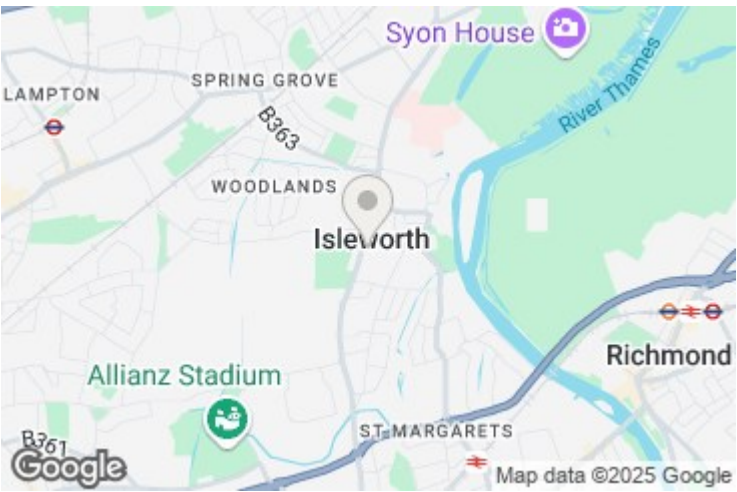 Syon House
SPRING GROVE
LAMPTON
River Thames
B363
WOODLANDS
Isleworth
Richmond
Allianz Stadium
ST MARGARETS
B361
Google
Map data ©2025 Google